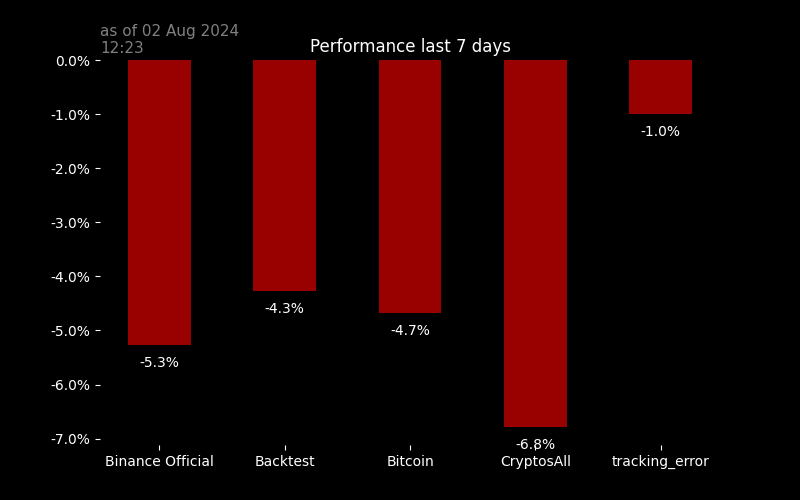 as of 02 Aug 2024
12:23
Performance last 7 days
0.0%
-1.0%
-2.0%
-3.0%
-4.0%
-5.0%
-6.0%
-7.0%
-5.3%
-4.3%
-4.7%
-6.8%
-1.0%
Binance Official
Backtest
Bitcoin
CryptosAll
tracking_error